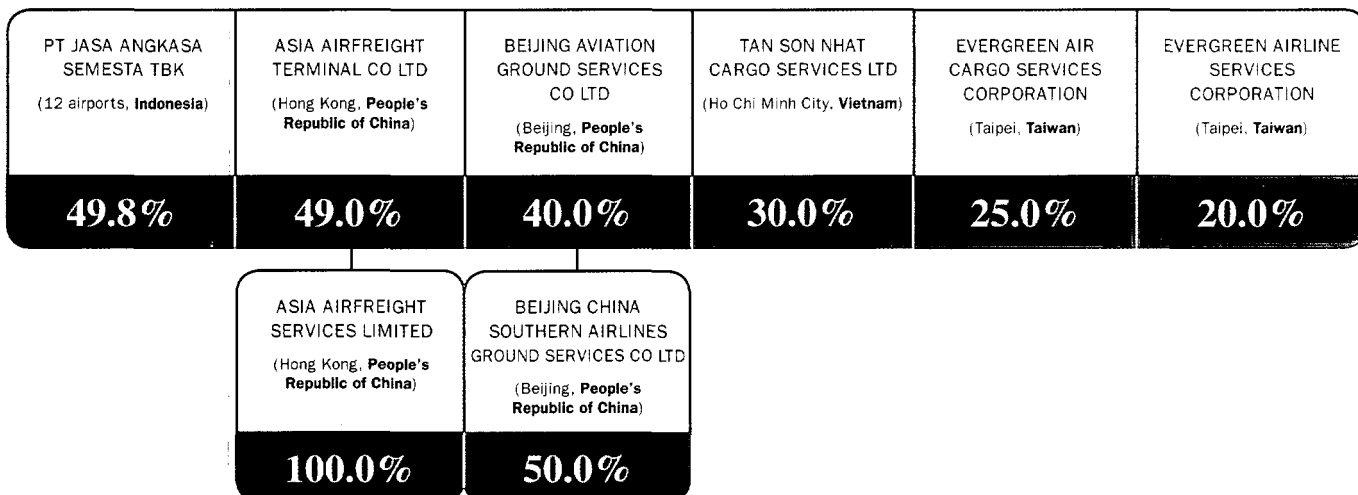 PT JASA ANGKASA
SEMESTA TBK
(12 airports, Indonesia)
49.8%
ASIA AIRFREIGHT
TERMINAL CO LTD
(Hong Kong, People's
Republic of China)
49.0%
BEIJING AVIATION
GROUND SERVICES
CO LTD
(Beijing, People's
Republic of China)
40.0%
TAN SON NHAT
CARGO SERVICES LTD
(Ho Chi Minh City, Vietnam)
30.0%
EVERGREEN AIR
CARGO SERVICES
CORPORATION
(Taipei, Taiwan)
25.0%
EVERGREEN AIRLINE
SERVICES
CORPORATION
(Taipei, Taiwan)
20.0%
ASIA AIRFREIGHT
SERVICES LIMITED
(Hong Kong, People's
Republic of China)
100.0%
BEIJING CHINA
SOUTHERN AIRLINES
GROUND SERVICES CO LTD
(Beijing, People's
Republic of China)
50.0%